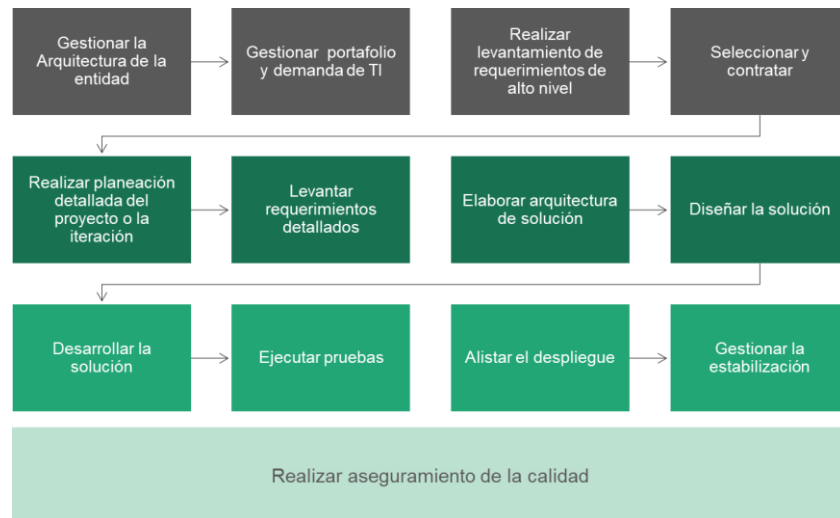 Gestionar la
Arquitectura de la
entidad
Gestionar portafolio
y demanda de TI
Realizar
levantamiento de
requerimientos de
alto nivel
Seleccionar y
contratar
Realizar planeación
detallada del
proyecto o la
iteración
Levantar
requerimientos
detallados
Elaborar arquitectura
de solución
Diseñar la solución
Desarrollar la
solución
Ejecutar pruebas
Alistar el despliegue
Gestionar la
estabilización
Realizar aseguramiento de la calidad